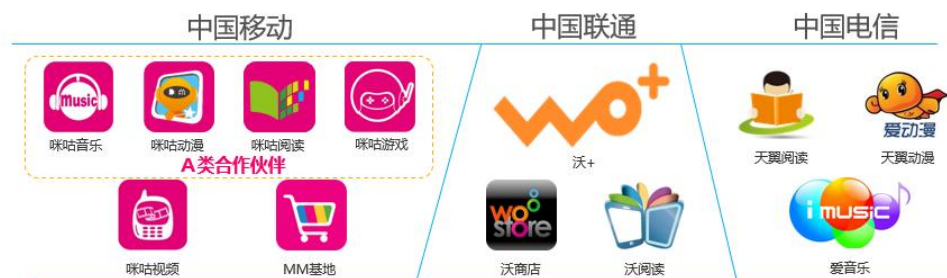 中国移动
中国联通
中国电信
Music
咪咕音乐
咪咕动漫
咪咕阅读
咪咕游戏
A类合作伙伴
咪咕视频
MM基地
wo+
沃+
wo
store
沃商店
沃阅读
天翼阅读
爱动漫
天翼动漫
i music
爱音乐